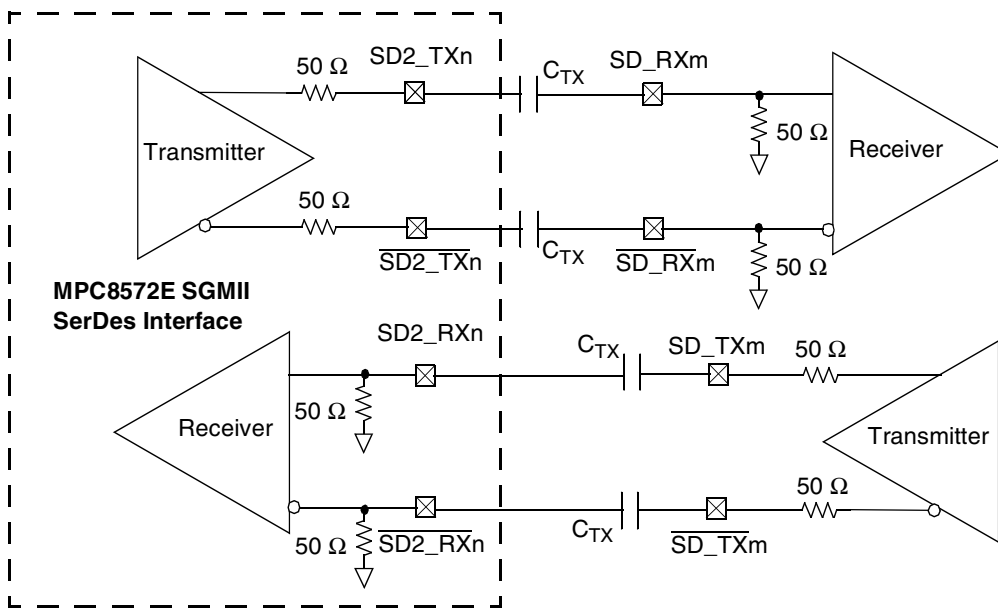 50 Ω
SD2_TXn
C_TX
SD_RXm
50 Ω
Transmitter
Receiver
50 Ω
SD2_TXn
C_TX
SD_RXm
50 Ω
MPC8572E SGMII
SerDes Interface
SD2_RXn
C_TX
SD_TXm
50 Ω
50 Ω
Receiver
Transmitter
50 Ω
50 Ω
SD2_RXn
C_TX
SD_TXm